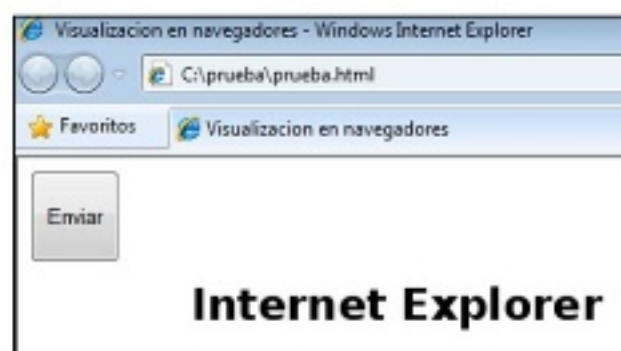 Visualizacion en navegadores - Windows Internet Explorer
C:\prueba\prueba.html
Favoritos
Visualizacion en navegadores
Enviar
Internet Explorer